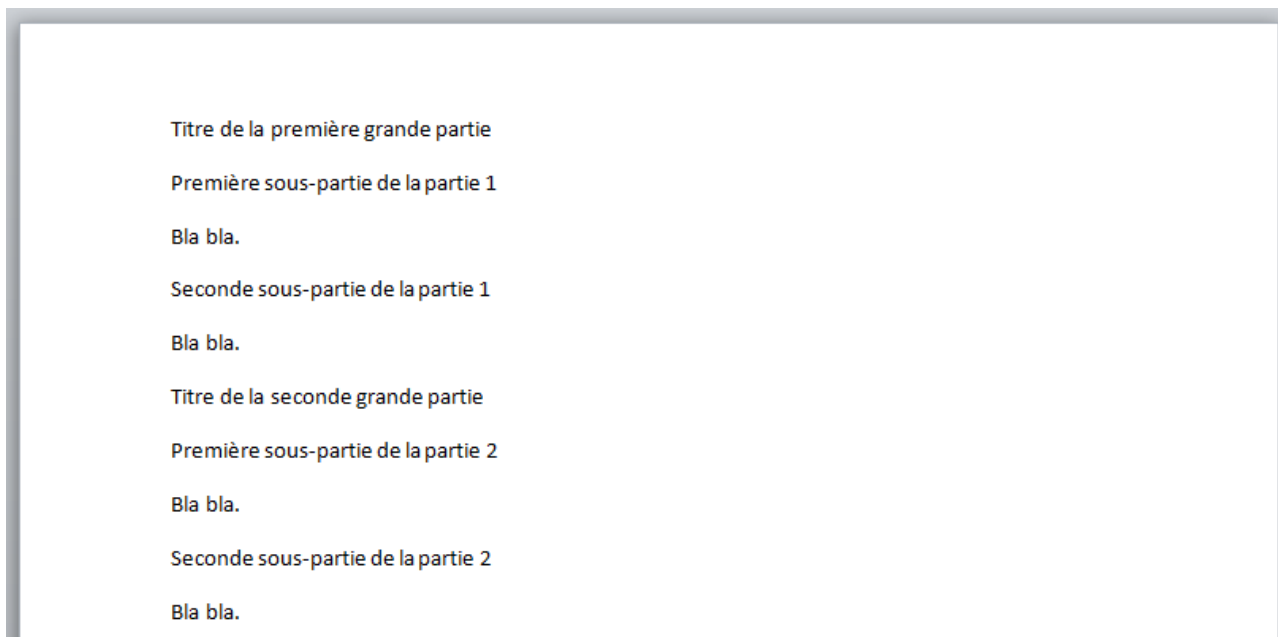 Titre de la première grande partie
Première sous-partie de la partie 1
Bla bla.
Seconde sous-partie de la partie 1
Bla bla.
Titre de la seconde grande partie
Première sous-partie de la partie 2
Bla bla.
Seconde sous-partie de la partie 2
Bla bla.